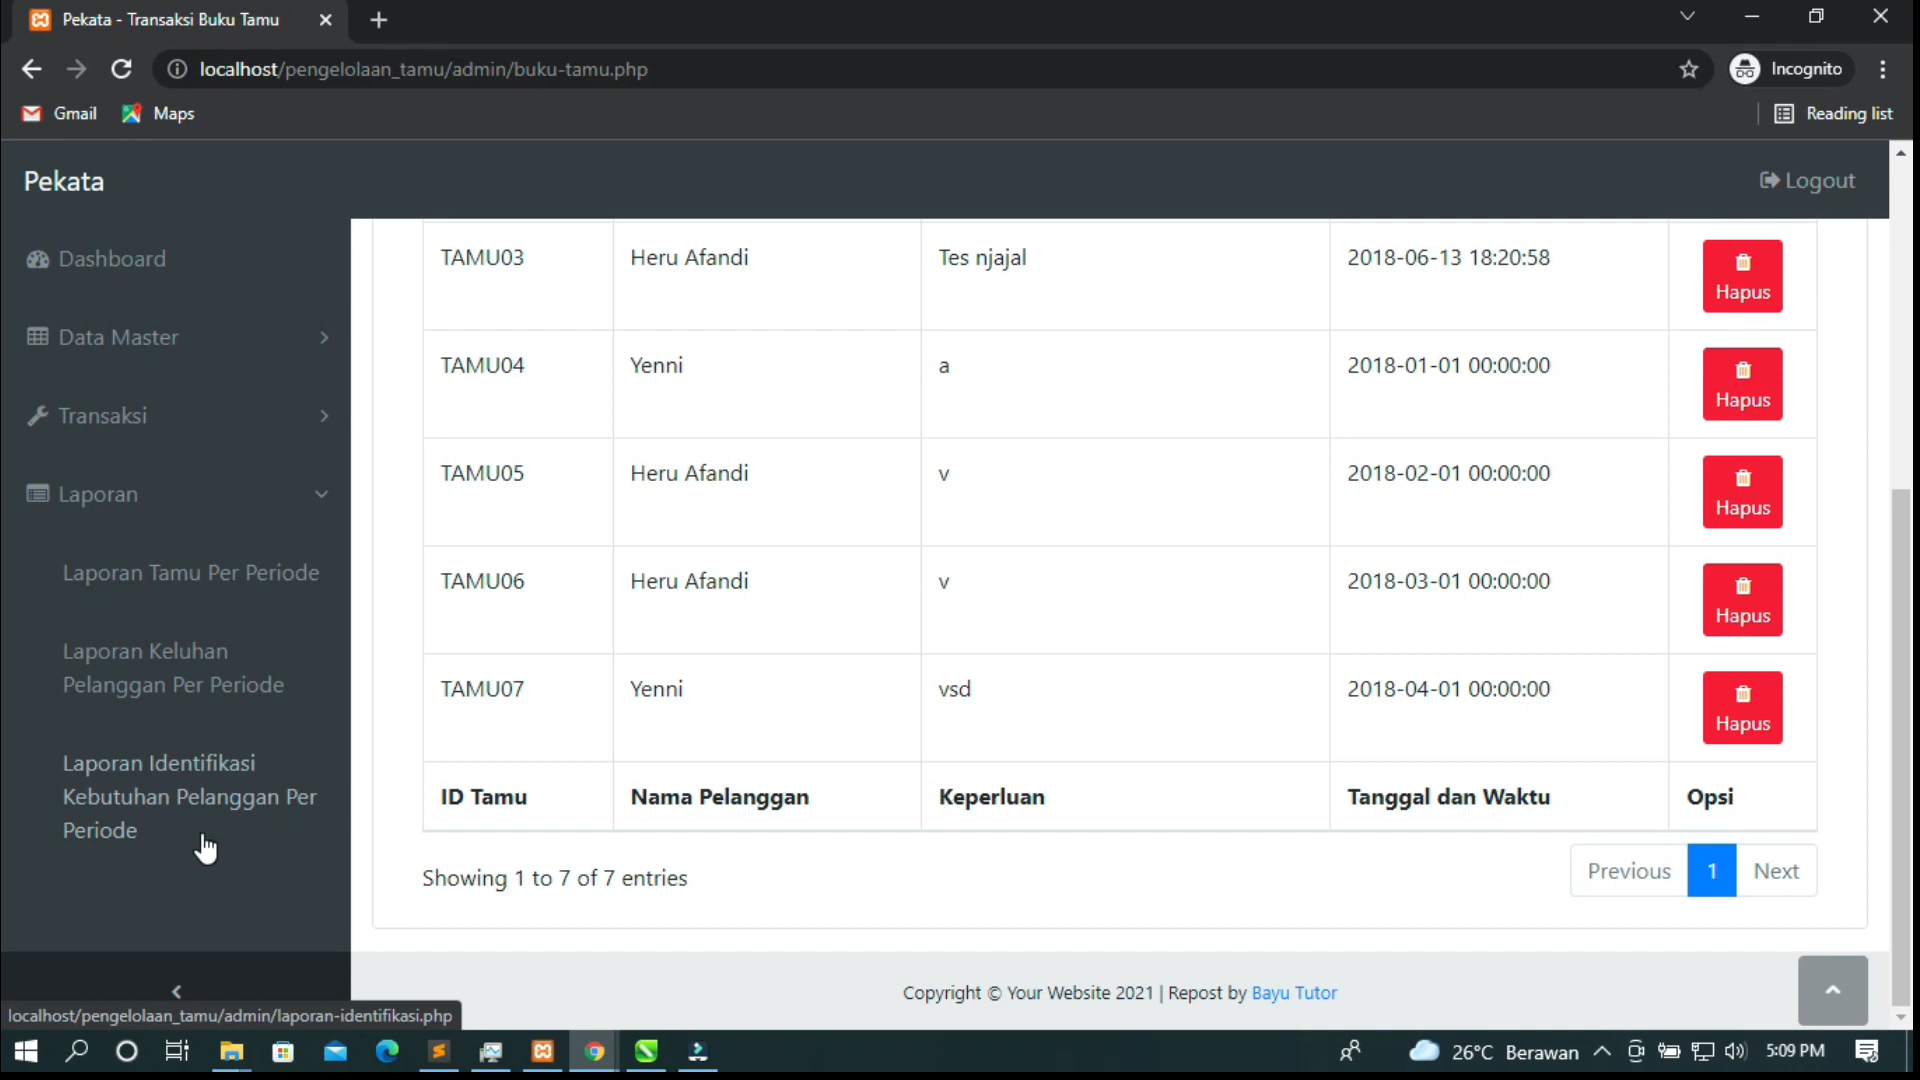 Pekata - Transaksi Buku Tamu
localhost/pengelolaan_tamu/admin/buku-tamu.php
Incognito
Gmail
Maps
Reading list
Pekata
Logout
Dashboard
Data Master
Transaksi
Laporan
Laporan Tamu Per Periode
Laporan Keluhan
Pelanggan Per Periode
Laporan Identifikasi
Kebutuhan Pelanggan Per
Periode
TAMU03 Heru Afandi Tes njajal 2018-06-13 18:20:58 Hapus
TAMU04 Yenni a 2018-01-01 00:00:00 Hapus
TAMU05 Heru Afandi v 2018-02-01 00:00:00 Hapus
TAMU06 Heru Afandi v 2018-03-01 00:00:00 Hapus
TAMU07 Yenni vsd 2018-04-01 00:00:00 Hapus
ID Tamu Nama Pelanggan Keperluan Tanggal dan Waktu Opsi
Showing 1 to 7 of 7 entries
Previous 1 Next
Copyright © Your Website 2021 | Repost by Bayu Tutor
localhost/pengelolaan_tamu/admin/laporan-identifikasi.php
26°C Berawan
5:09 PM